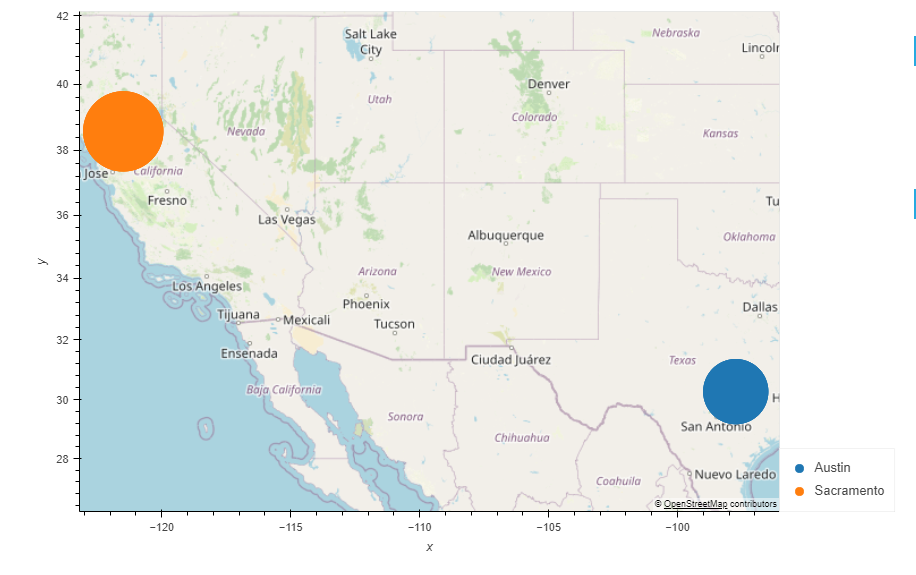 42
40
38
36
34
32
30
28
y
Salt Lake
City
Nebraska
Lincoln
Utah
Denver
Colorado
Nevada
Kansas
Jose
California
Fresno
Las Vegas
Tu
Albuquerque
Oklahoma
Arizona
New Mexico
Los Angeles
Phoenix
Dallas
Tijuana
Mexicali
Tucson
Ensenada
Ciudad Juárez
Texas
Baja California
H
Sonora
San Antonio
Chihuahua
Coahuila
Nuevo Laredo
© OpenStreetMap contributors
−120
−115
−110
−105
−100
x
Austin
Sacramento